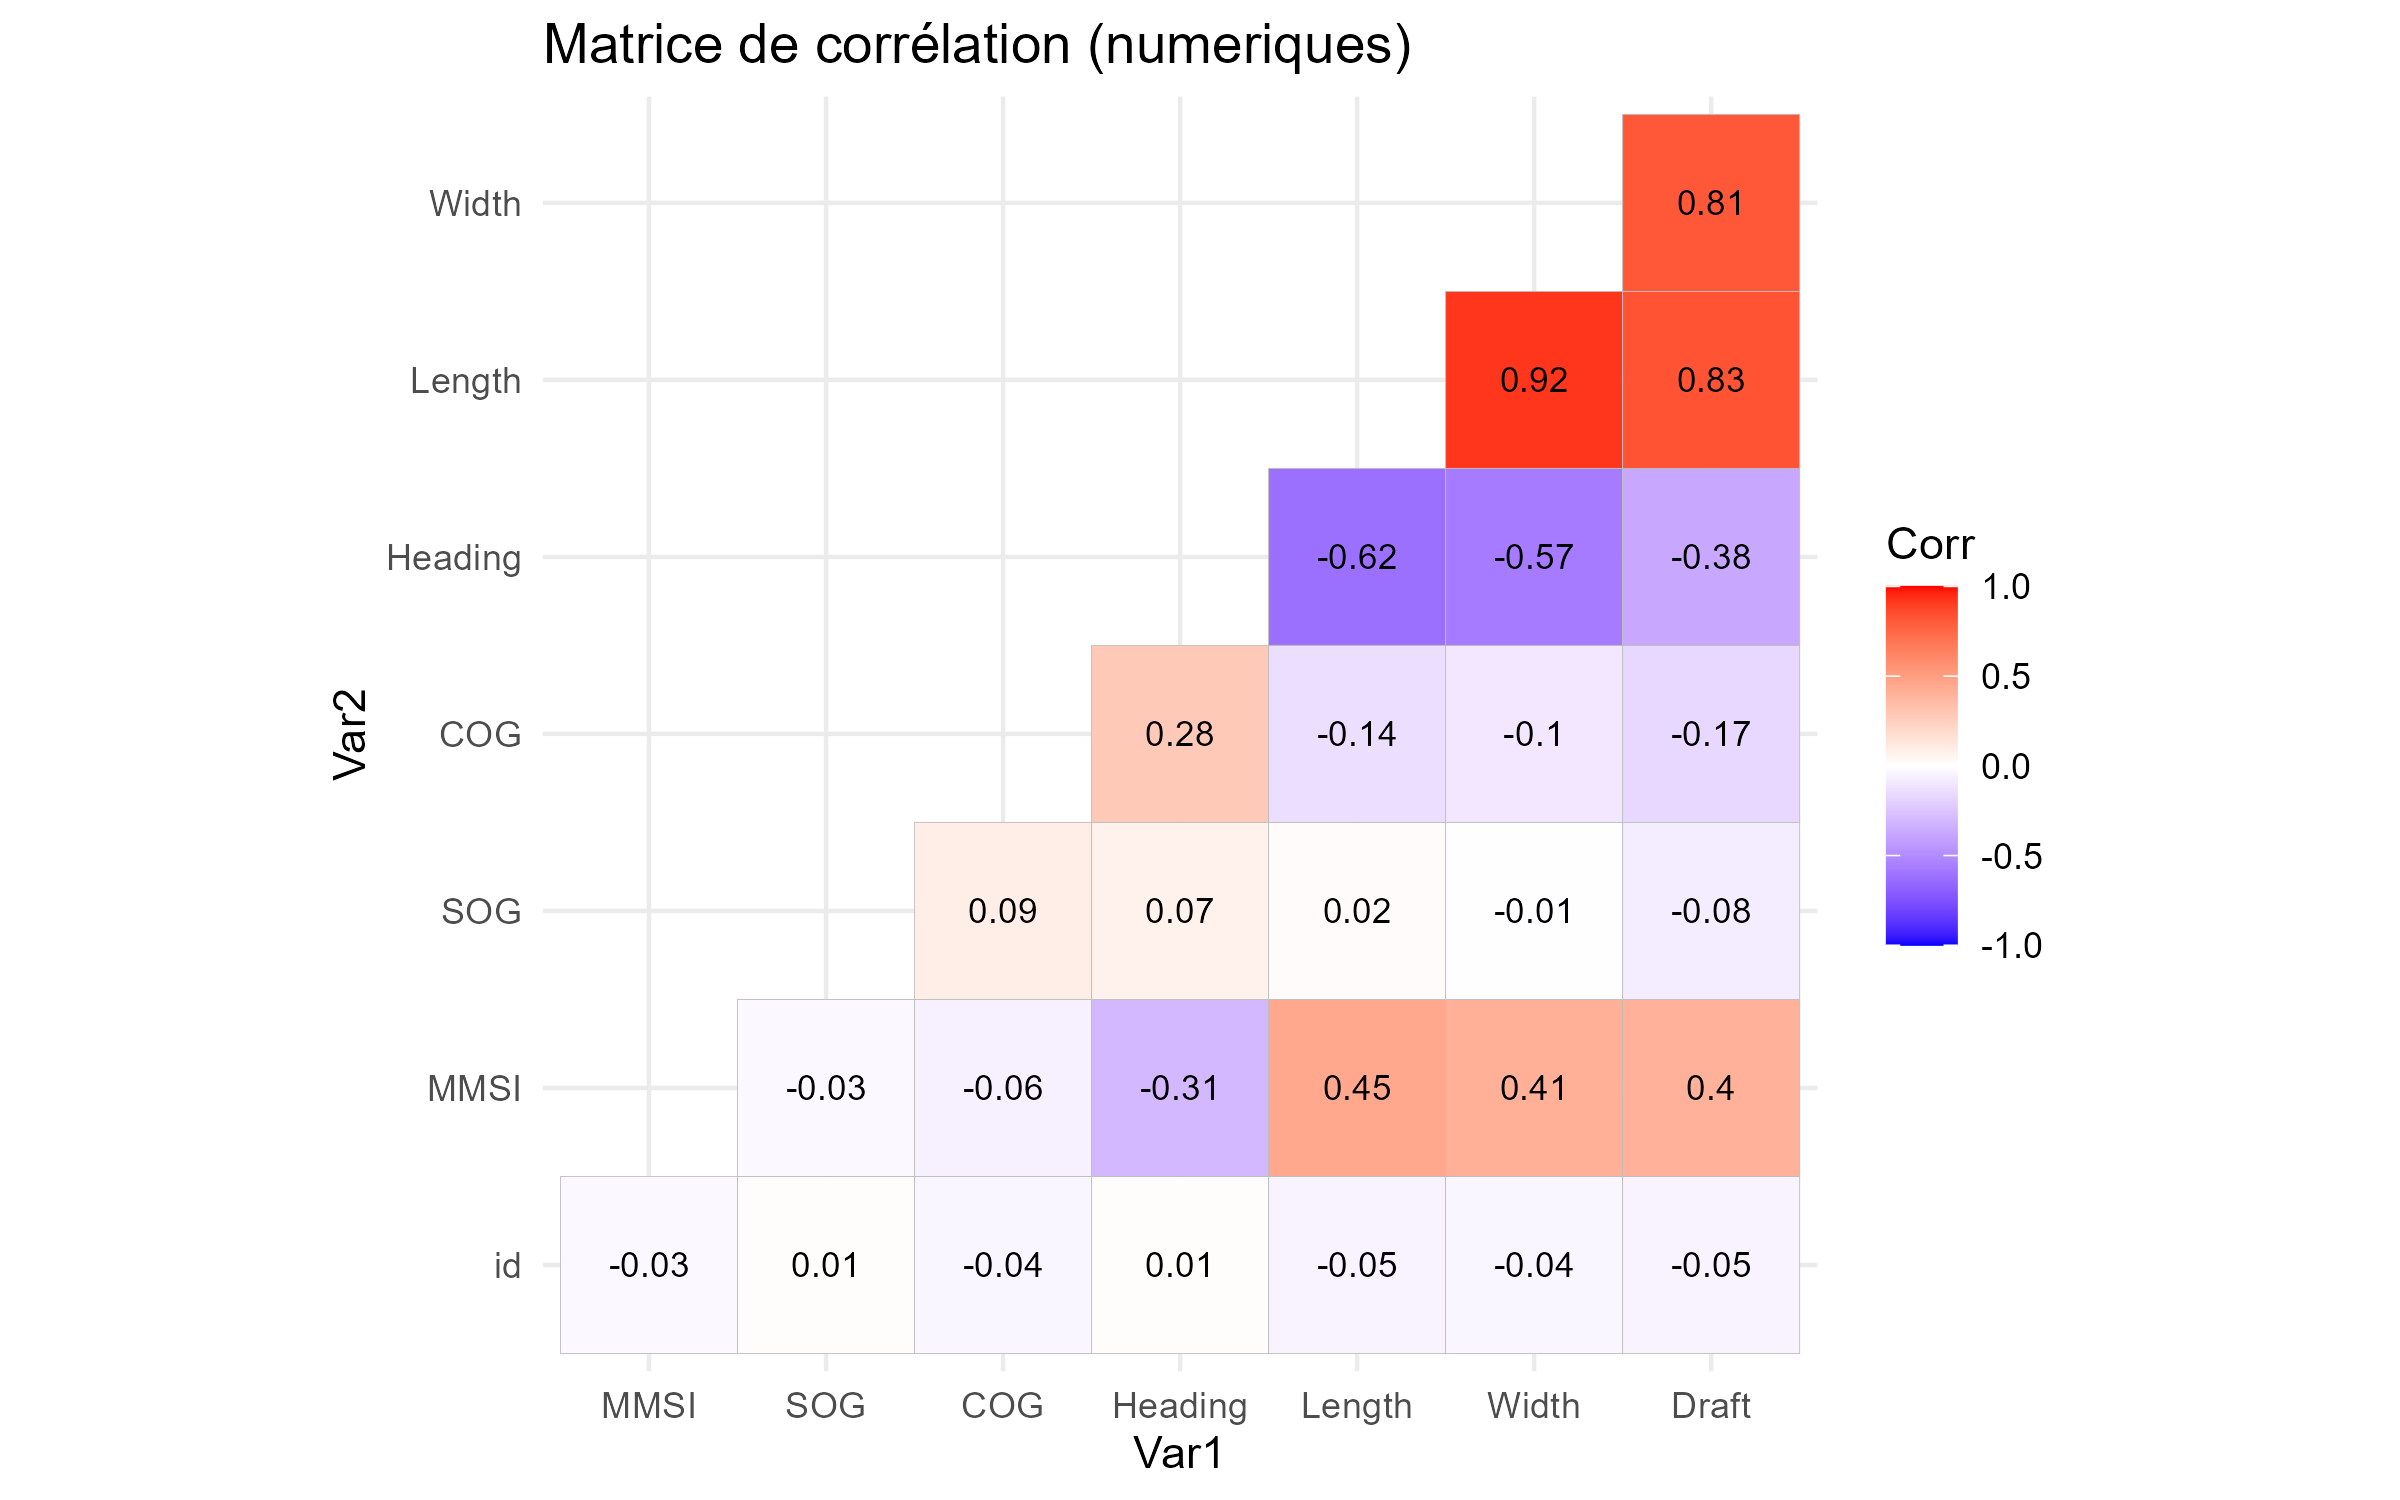 Matrice de corrélation (numeriques)
Width 0.81
Length 0.92 0.83
Heading -0.62 -0.57 -0.38
COG 0.28 -0.14 -0.1 -0.17
SOG 0.09 0.07 0.02 -0.01 -0.08
MMSI -0.03 -0.06 -0.31 0.45 0.41 0.4
id -0.03 0.01 -0.04 0.01 -0.05 -0.04 -0.05
MMSI SOG COG Heading Length Width Draft
Var1
Var2
Corr
1.0
0.5
0.0
-0.5
-1.0